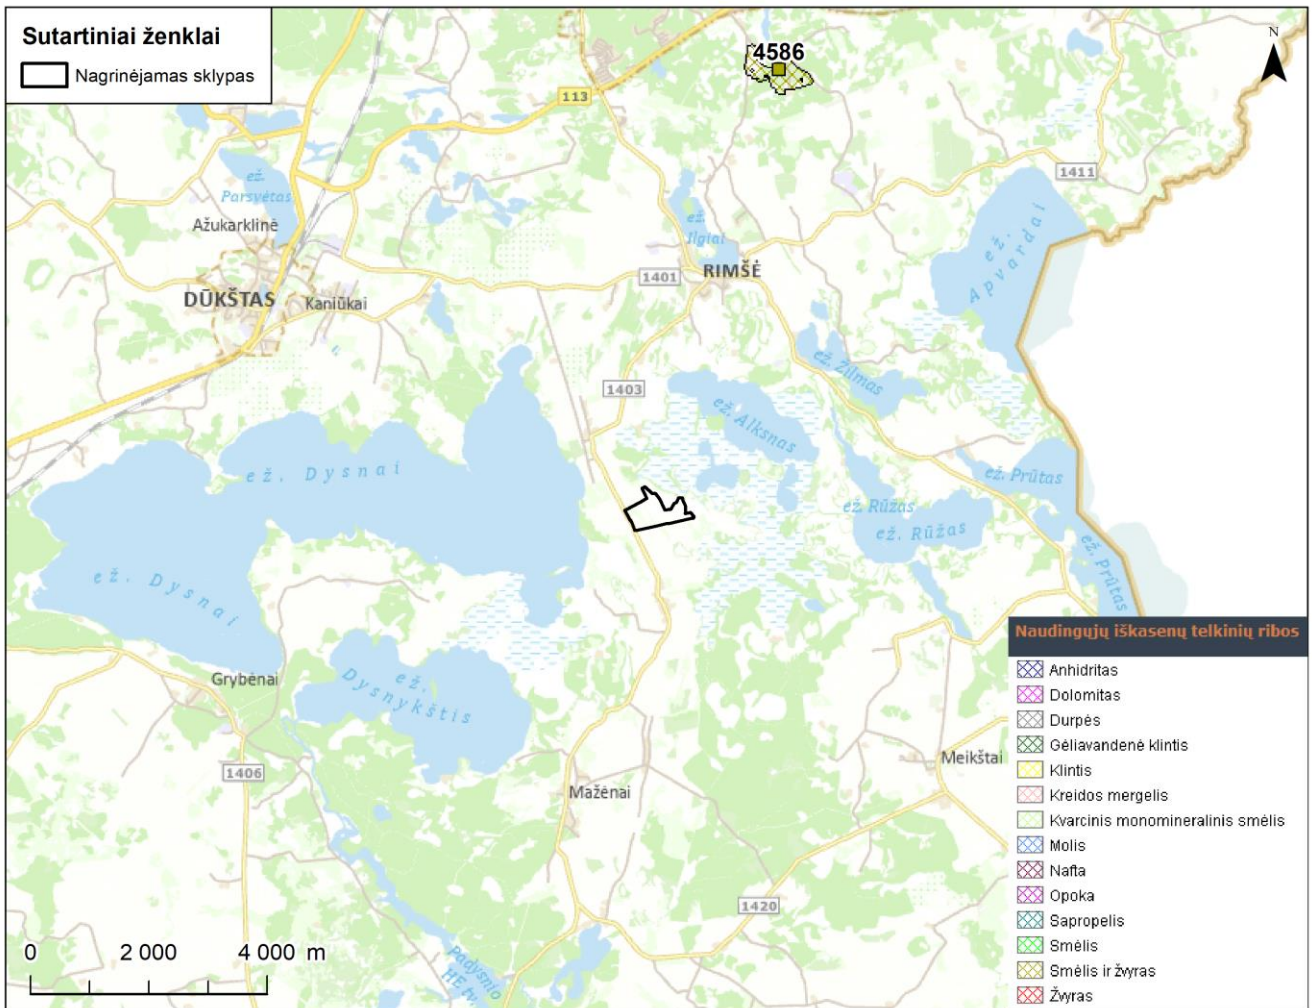 Sutartiniai ženklai
Nagrinėjamas sklypas
4586
N
113
ež.
Parsvėtas
Ažukarklinė
1411
ež.
Ilgiai
ež.
Apvardai
1401
RIMŠĖ
DŪKŠTAS
Kaniūkai
ež. Žilmas
1403
ež. Alksnas
ež. Dysnai
ež. Prūtas
ež. Rūžas
ež. Rūžas
ež. Dysnai
ež. Prūtas
Naudingųjų iškasenų telkinių ribos
Anhidritas
Dolomitas
Durpės
Gėliavandenė klintis
Klintis
Kreidos mergelis
Kvarcinis monomineralinis smėlis
Molis
Nafta
Opoka
Sapropelis
Smėlis
Smėlis ir žvyras
Žvyras
Grybėnai
ež.
Dysnykštis
1406
Meikštai
Mažėnai
1420
0 2 000 4 000 m
Padysnio
HE tv.